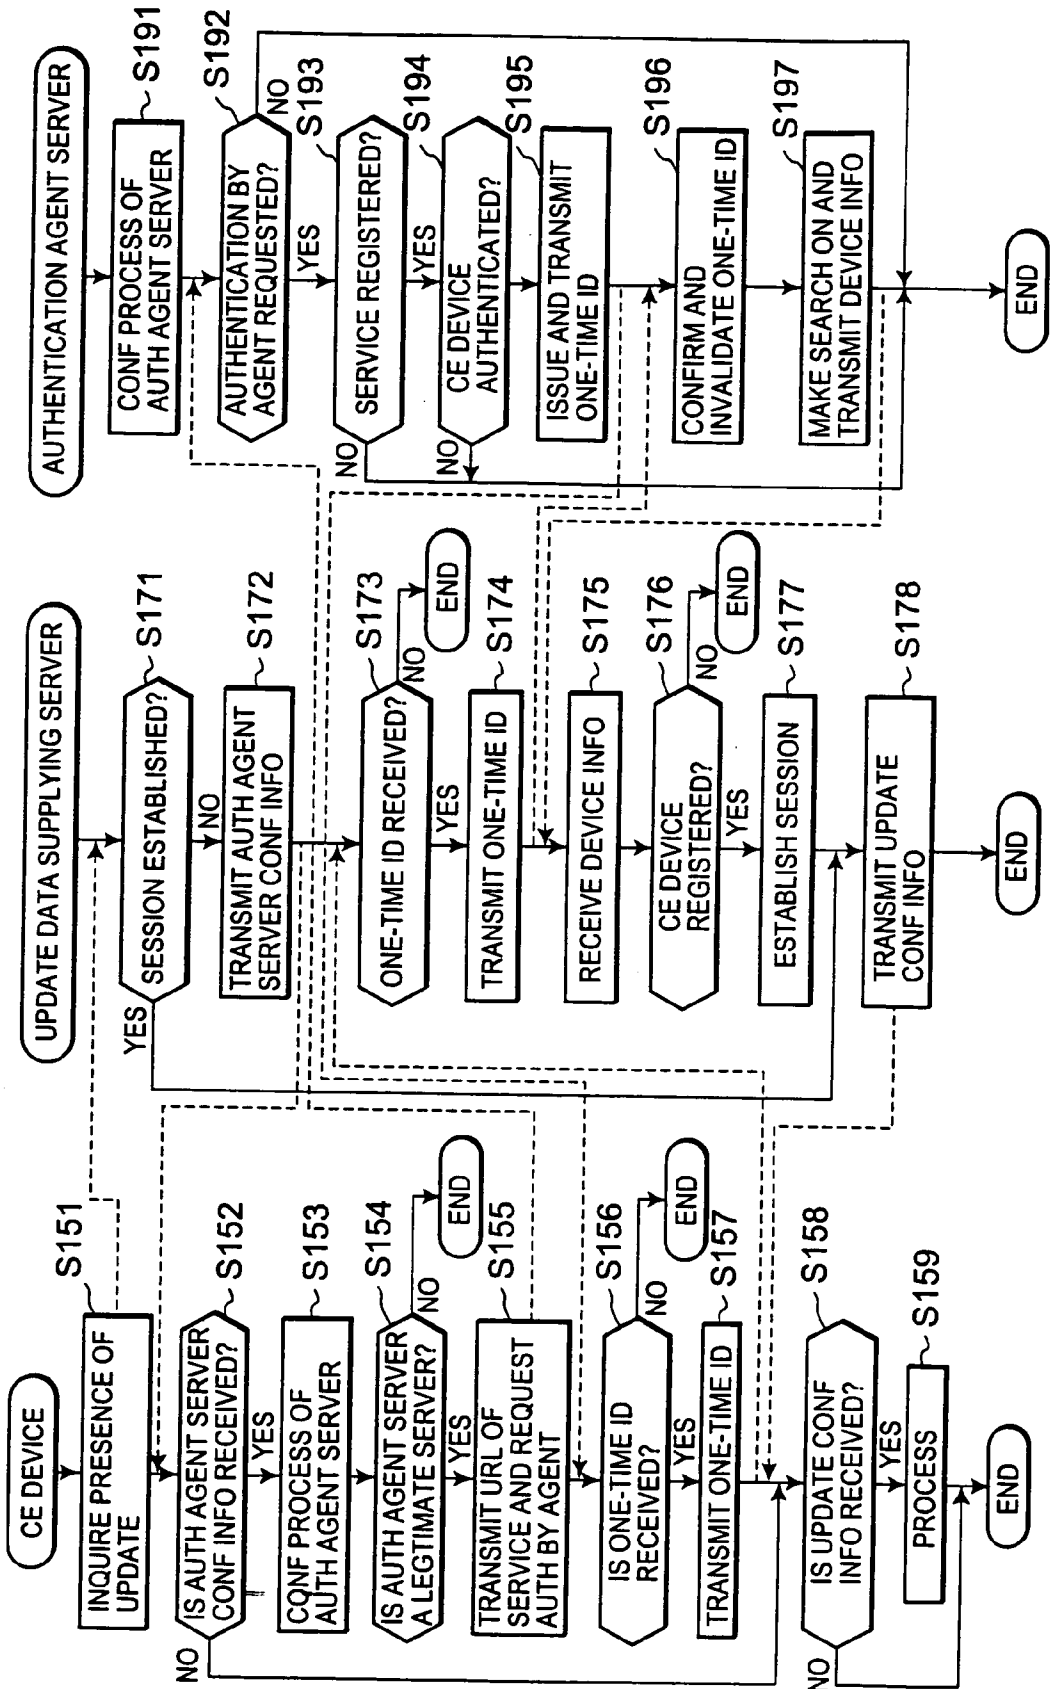 CE DEVICE
S151
INQUIRE PRESENCE OF
UPDATE
S152
IS AUTH AGENT SERVER
CONF INFO RECEIVED?
NO
YES
S153
CONF PROCESS OF
AUTH AGENT SERVER
S154
IS AUTH AGENT SERVER
A LEGTIMATE SERVER?
NO
END
YES
S155
TRANSMIT URL OF
SERVICE AND REQUEST
AUTH BY AGENT
S156
IS ONE-TIME ID
RECEIVED?
NO
END
YES
S157
TRANSMIT ONE-TIME ID
S158
IS UPDATE CONF
INFO RECEIVED?
NO
YES
S159
PROCESS
END
UPDATE DATA SUPPLYING SERVER
S171
SESSION ESTABLISHED?
YES
NO
S172
TRANSMIT AUTH AGENT
SERVER CONF INFO
S173
ONE-TIME ID RECEIVED?
NO
END
YES
S174
TRANSMIT ONE-TIME ID
S175
RECEIVE DEVICE INFO
S176
CE DEVICE
REGISTERED?
NO
END
YES
S177
ESTABLISH SESSION
S178
TRANSMIT UPDATE
CONF INFO
END
AUTHENTICATION AGENT SERVER
S191
CONF PROCESS OF
AUTH AGENT SERVER
S192
AUTHENTICATION BY
AGENT REQUESTED?
NO
YES
S193
SERVICE REGISTERED?
NO
YES
S194
CE DEVICE
AUTHENTICATED?
NO
S195
ISSUE AND TRANSMIT
ONE-TIME ID
S196
CONFIRM AND
INVALIDATE ONE-TIME ID
S197
MAKE SEARCH ON AND
TRANSMIT DEVICE INFO
END